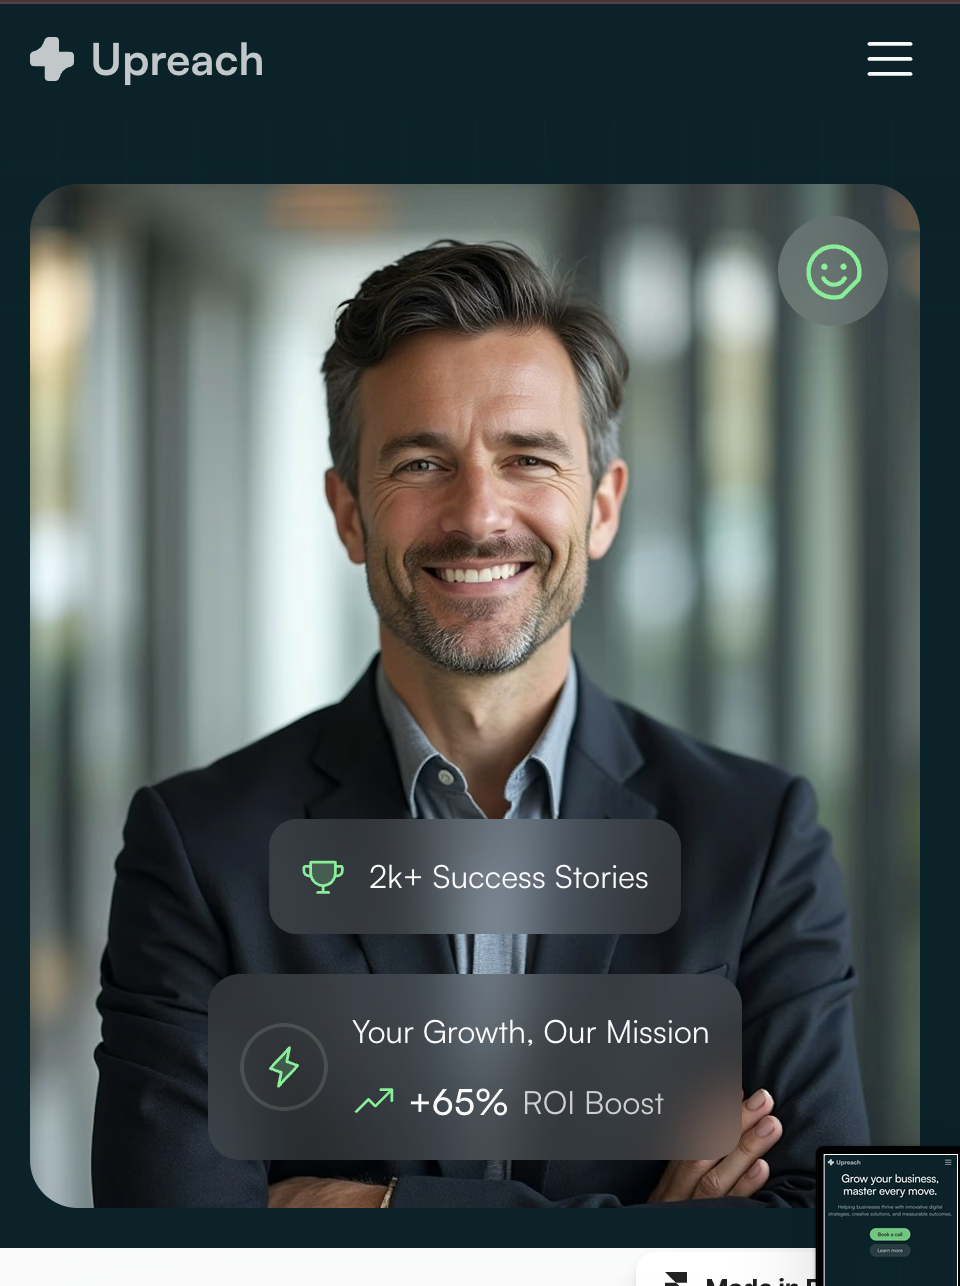 Upreach
2k+ Success Stories
Your Growth, Our Mission
+65% ROI Boost
Made in
Upreach
Grow your business,
master every move.
Helping businesses thrive with innovative digital
strategies, creative solutions, and measurable outcomes.
Book a call
Learn more